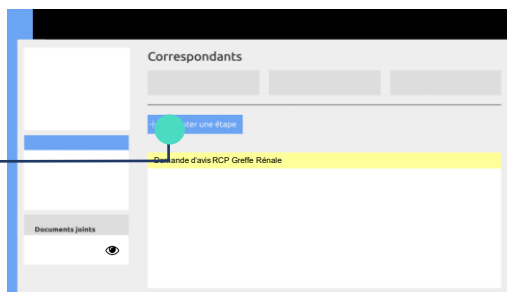 Correspondants
+ ter une étape
Demande d'avis RCP Greffe Rénale
Documents joints